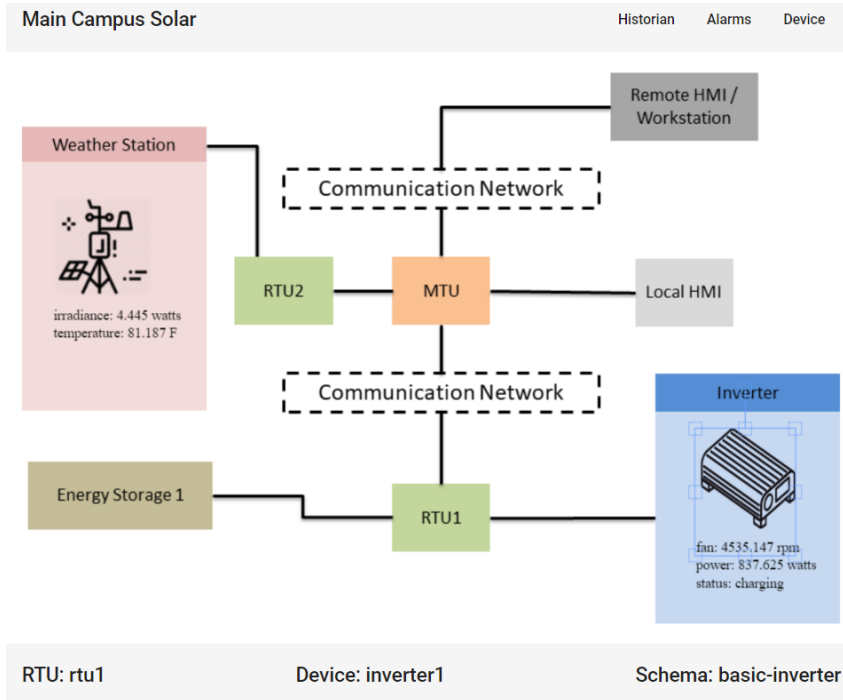 Main Campus Solar
Historian
Alarms
Device
Remote HMI /
Workstation
Weather Station
Communication Network
RTU2
MTU
Local HMI
irradiance: 4.445 watts
temperature: 81.187 F
Communication Network
Inverter
Energy Storage 1
RTU1
fan: 4535.147 rpm
power: 837.625 watts
status: charging
RTU: rtu1
Device: inverter1
Schema: basic-inverter